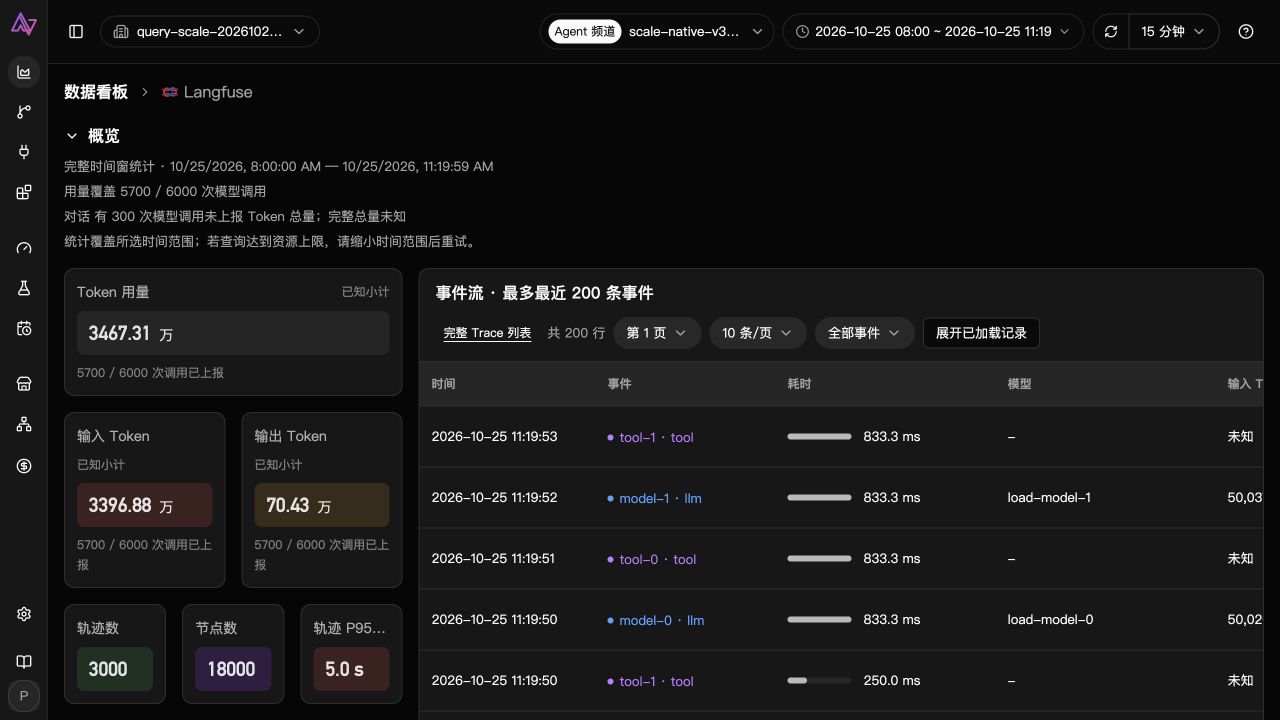 query-scale-2026102...
Agent 频道 scale-native-v3...
2026-10-25 08:00 ~ 2026-10-25 11:19
15 分钟
数据看板 > Langfuse
概览
完整时间窗统计 · 10/25/2026, 8:00:00 AM — 10/25/2026, 11:19:59 AM
用量覆盖 5700 / 6000 次模型调用
对话 有 300 次模型调用未上报 Token 总量；完整总量未知
统计覆盖所选时间范围；若查询达到资源上限，请缩小时间范围后重试。
Token 用量 已知小计
3467.31 万
5700 / 6000 次调用已上报
输入 Token
已知小计
3396.88 万
5700 / 6000 次调用已上
报
输出 Token
已知小计
70.43 万
5700 / 6000 次调用已上
报
轨迹数
3000
节点数
18000
轨迹 P95...
5.0 s
事件流 · 最多最近 200 条事件
完整 Trace 列表 共 200 行 第 1 页 10 条/页 全部事件 展开已加载记录
时间 事件 耗时 模型 输入 T
2026-10-25 11:19:53 tool-1 · tool 833.3 ms – 未知
2026-10-25 11:19:52 model-1 · llm 833.3 ms load-model-1 50,03
2026-10-25 11:19:51 tool-0 · tool 833.3 ms – 未知
2026-10-25 11:19:50 model-0 · llm 833.3 ms load-model-0 50,02
2026-10-25 11:19:50 tool-1 · tool 250.0 ms – 未知
P